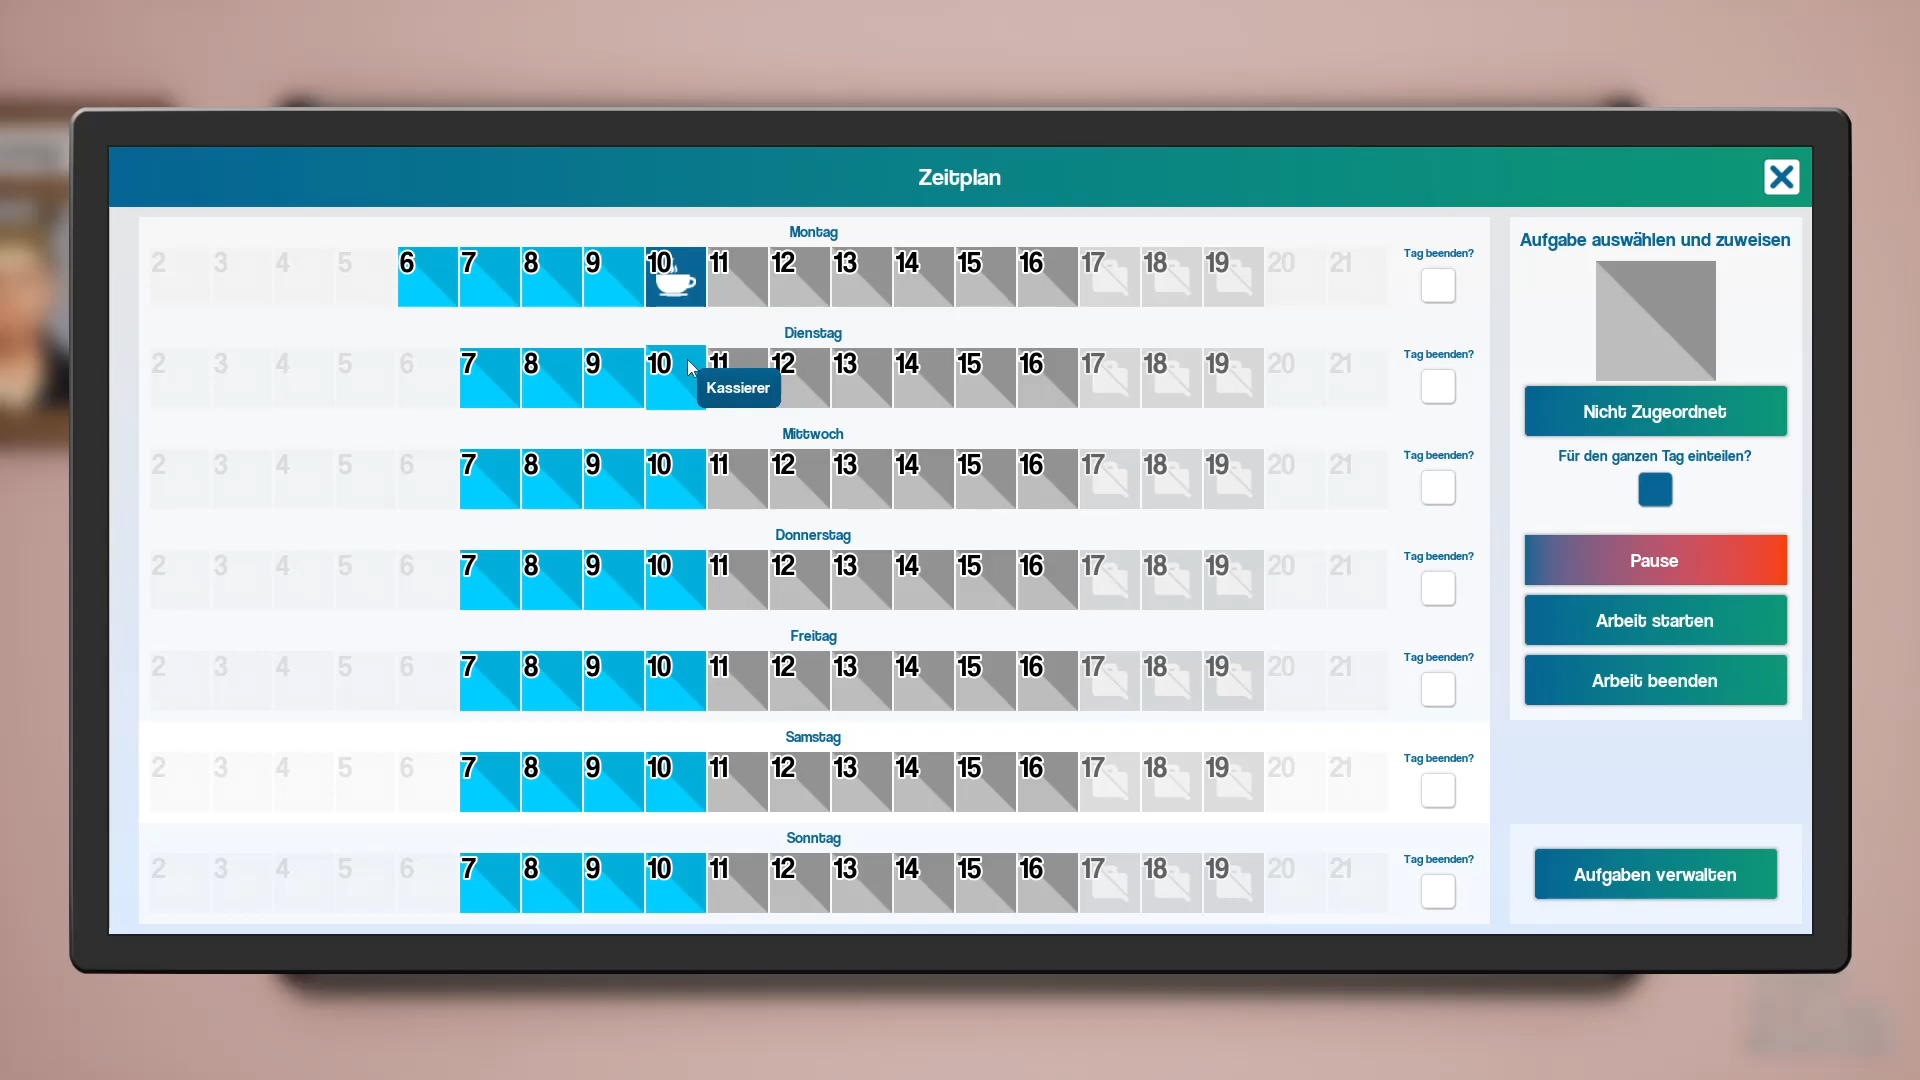 Zeitplan
Montag
2 3 4 5 6 7 8 9 10 11 12 13 14 15 16 17 18 19 20 21
Tag beenden?
Dienstag
2 3 4 5 6 7 8 9 10 11 12 13 14 15 16 17 18 19 20 21
Tag beenden?
Kassierer
Mittwoch
2 3 4 5 6 7 8 9 10 11 12 13 14 15 16 17 18 19 20 21
Tag beenden?
Donnerstag
2 3 4 5 6 7 8 9 10 11 12 13 14 15 16 17 18 19 20 21
Tag beenden?
Freitag
2 3 4 5 6 7 8 9 10 11 12 13 14 15 16 17 18 19 20 21
Tag beenden?
Samstag
2 3 4 5 6 7 8 9 10 11 12 13 14 15 16 17 18 19 20 21
Tag beenden?
Sonntag
2 3 4 5 6 7 8 9 10 11 12 13 14 15 16 17 18 19 20 21
Tag beenden?
Aufgabe auswählen und zuweisen
Nicht Zugeordnet
Für den ganzen Tag einteilen?
Pause
Arbeit starten
Arbeit beenden
Aufgaben verwalten